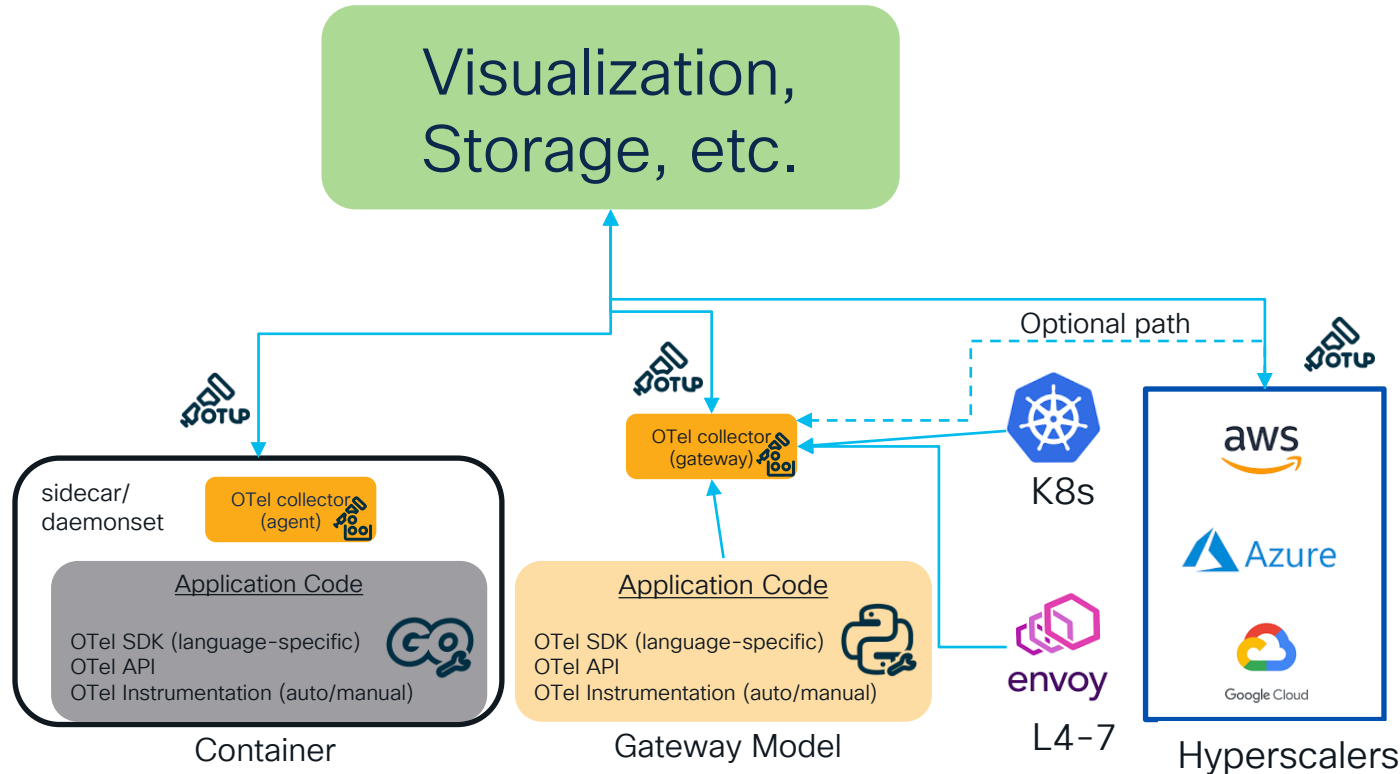 Visualization,
Storage, etc.
Optional path
OTLP
OTLP
OTLP
OTel collector
(gateway)
K8s
aws
sidecar/
daemonset
OTel collector
(agent)
Azure
Application Code
GO
OTel SDK (language-specific)
OTel API
OTel Instrumentation (auto/manual)
Application Code
OTel SDK (language-specific)
OTel API
OTel Instrumentation (auto/manual)
envoy
Google Cloud
Container
Gateway Model
L4-7
Hyperscalers